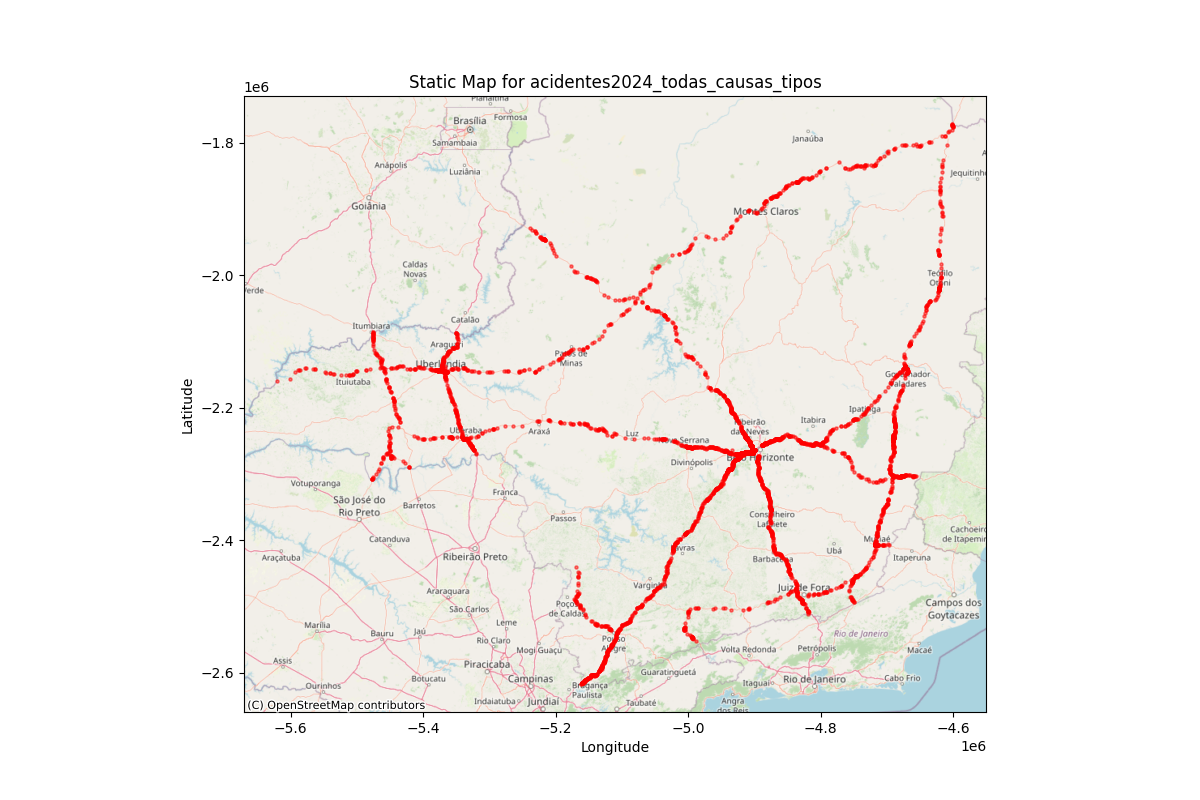 Static Map for acidentes2024_todas_causas_tipos
1e6
−1.8
−2.0
−2.2
−2.4
−2.6
Latitude
Planaltina
Brasília
Formosa
Samambaia
Anápolis
Luziânia
Goiânia
Janaúba
Jequitinh
Montes Claros
Caldas
Novas
Teófilo
Otoni
Verde
Itumbiara
Catalão
Araguari
Uberlândia
Patos de
Minas
Ituiutaba
Governador
Valadares
Ribeirão
das Neves
Itabira
Ipatinga
Uberaba
Araxá
Luz
Nova Serrana
Belo Horizonte
Divinópolis
Votuporanga
São José do
Rio Preto
Barretos
Franca
Passos
Conselheiro
Lafaiete
Cachoeiro
de Itapemir
Catanduva
Lavras
Muriaé
Ubá
Itaperuna
Araçatuba
Ribeirão Preto
Barbacena
Varginha
Juiz de Fora
Araraquara
São Carlos
Poços
de Caldas
Campos dos
Goytacazes
Marília
Bauru
Jaú
Leme
Rio Claro
Mogi Guaçu
Pouso
Alegre
Rio de Janeiro
Volta Redonda
Petrópolis
Macaé
Assis
Piracicaba
Botucatu
Campinas
Guaratinguetá
Ourinhos
Bragança
Paulista
Itaguaí
Rio de Janeiro
Cabo Frio
Indaiatuba
Jundiaí
Taubaté
Angra
dos Reis
(C) OpenStreetMap contributors
−5.6
−5.4
−5.2
−5.0
−4.8
−4.6
Longitude
1e6